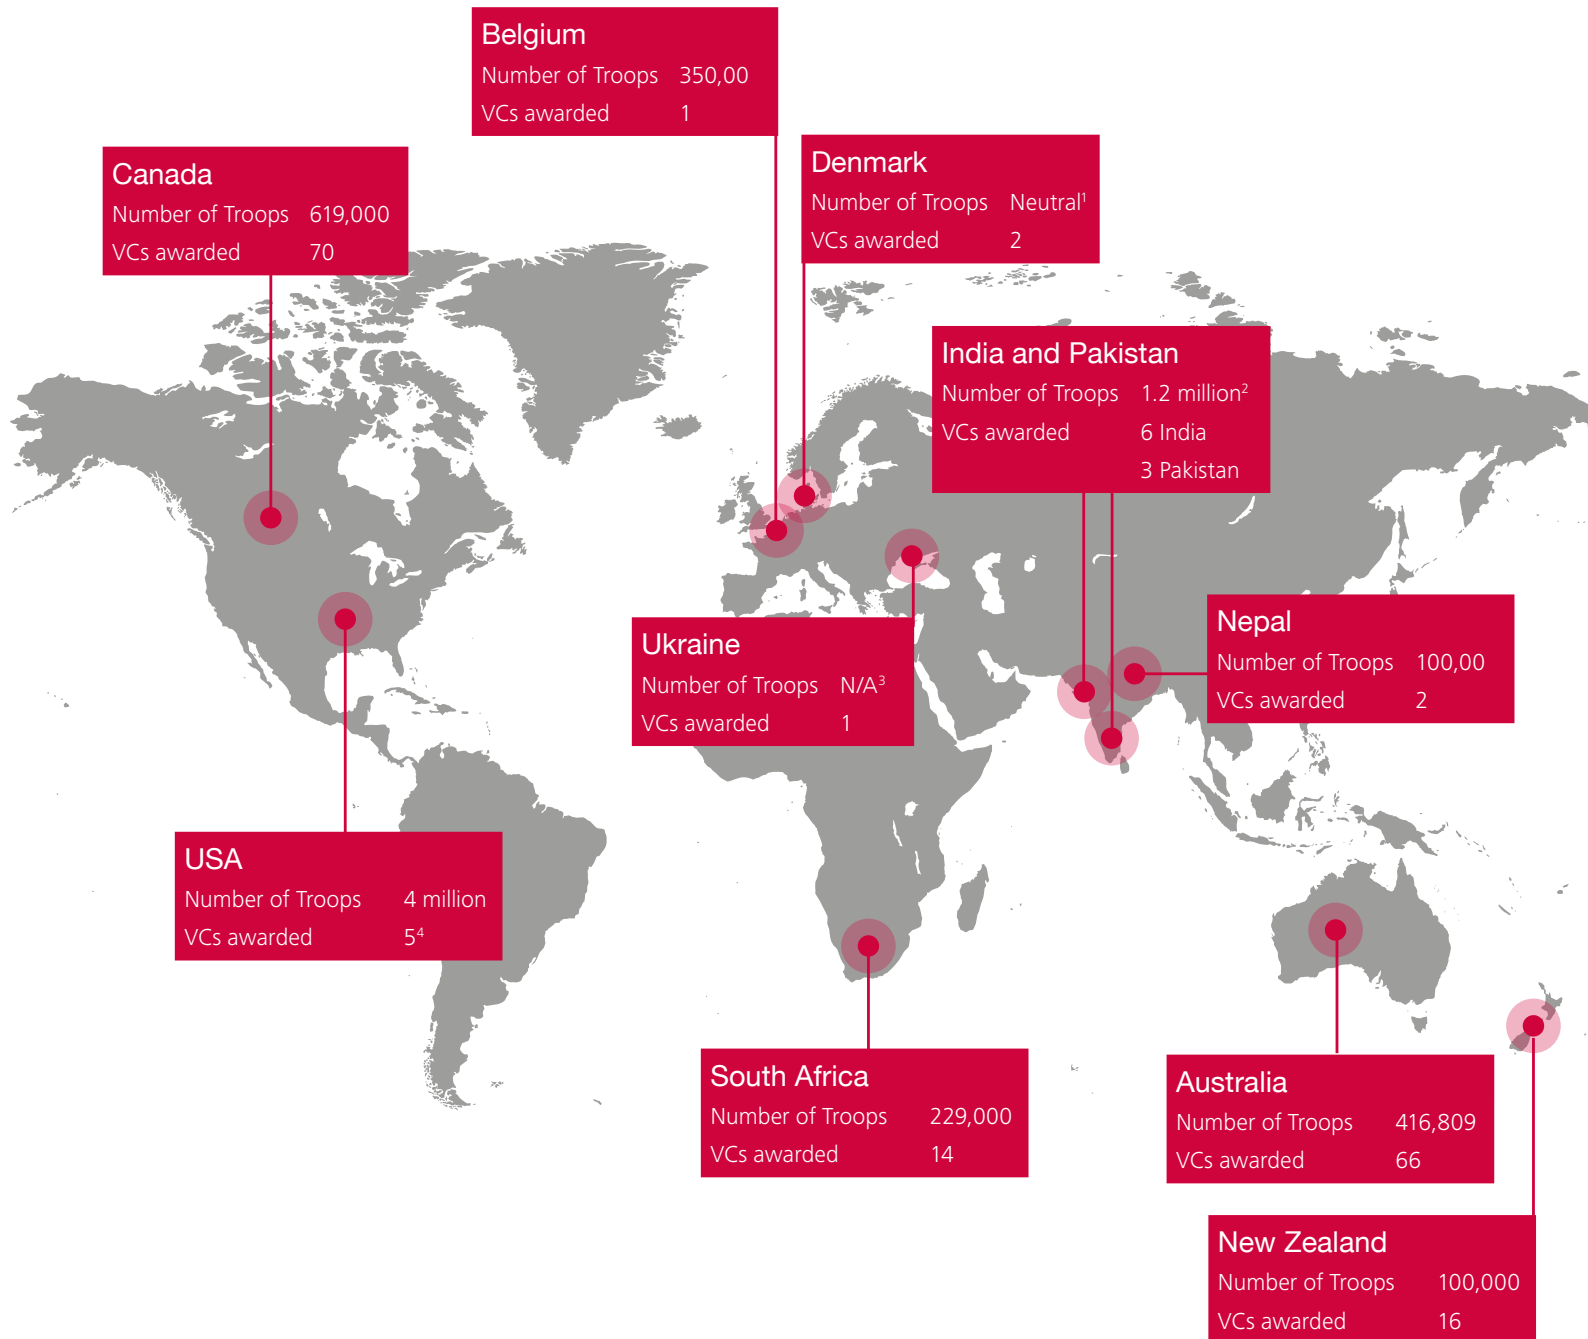 Belgium
Number of Troops 350,00
VCs awarded 1
Canada
Number of Troops 619,000
VCs awarded 70
Denmark
Number of Troops Neutral¹
VCs awarded 2
India and Pakistan
Number of Troops 1.2 million²
VCs awarded 6 India
3 Pakistan
Ukraine
Number of Troops N/A³
VCs awarded 1
Nepal
Number of Troops 100,00
VCs awarded 2
USA
Number of Troops 4 million
VCs awarded 5⁴
South Africa
Number of Troops 229,000
VCs awarded 14
Australia
Number of Troops 416,809
VCs awarded 66
New Zealand
Number of Troops 100,000
VCs awarded 16